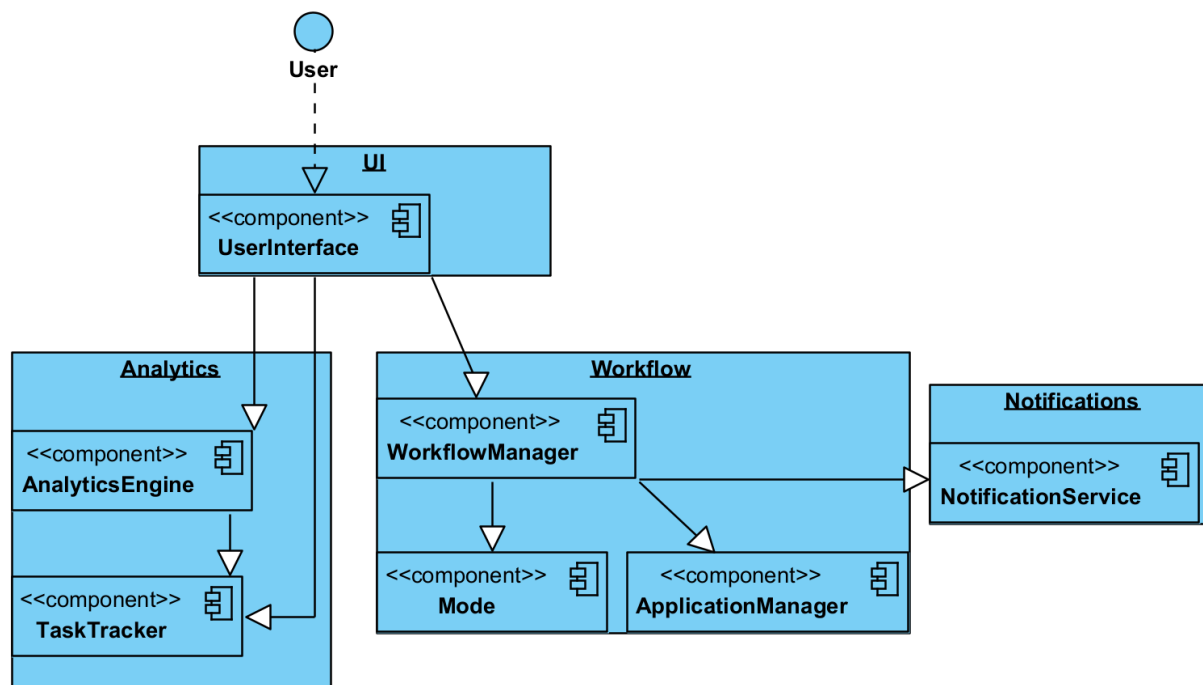 User
UI
<<component>>
UserInterface
Analytics
<<component>>
AnalyticsEngine
<<component>>
TaskTracker
Workflow
<<component>>
WorkflowManager
<<component>>
Mode
<<component>>
ApplicationManager
Notifications
<<component>>
NotificationService